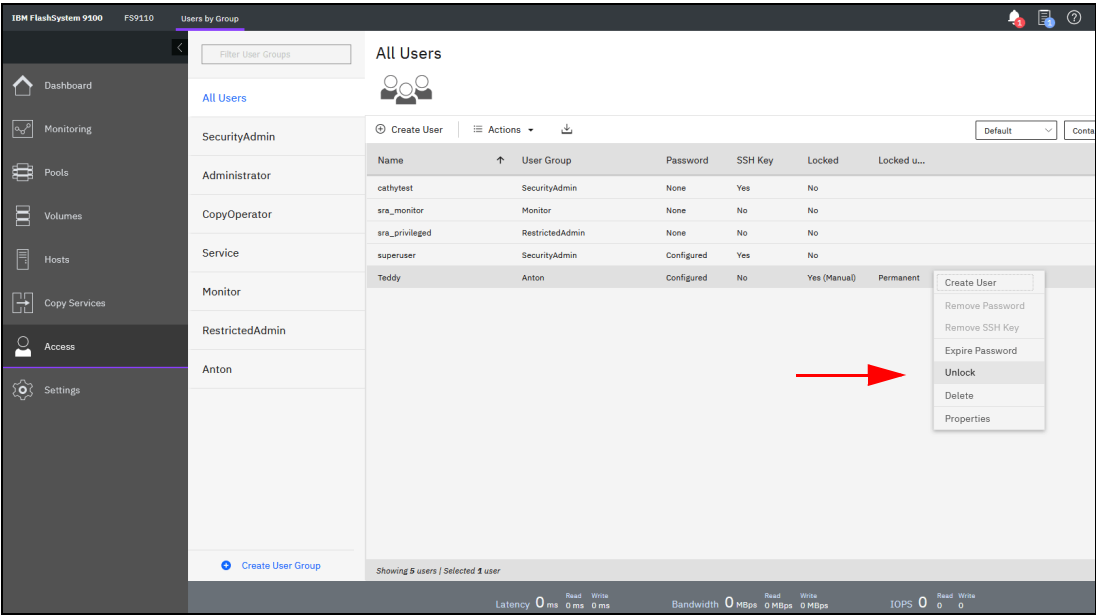 IBM FlashSystem 9100 FS9110 Users by Group
1 1 ?
Filter User Groups
All Users
Dashboard
Monitoring
Pools
Volumes
Hosts
Copy Services
Access
Settings
All Users
SecurityAdmin
Administrator
CopyOperator
Service
Monitor
RestrictedAdmin
Anton
Create User Group
Create User Actions Default Conta
Name User Group Password SSH Key Locked Locked u...
cathytest SecurityAdmin None Yes No
sra_monitor Monitor None No No
sra_privileged RestrictedAdmin None No No
superuser SecurityAdmin Configured Yes No
Teddy Anton Configured No Yes (Manual) Permanent
Create User
Remove Password
Remove SSH Key
Expire Password
Unlock
Delete
Properties
Showing 5 users | Selected 1 user
Latency 0 ms Read 0 ms Write 0 ms Bandwidth 0 MBps Read 0 MBps Write 0 MBps IOPS 0 Read 0 Write 0